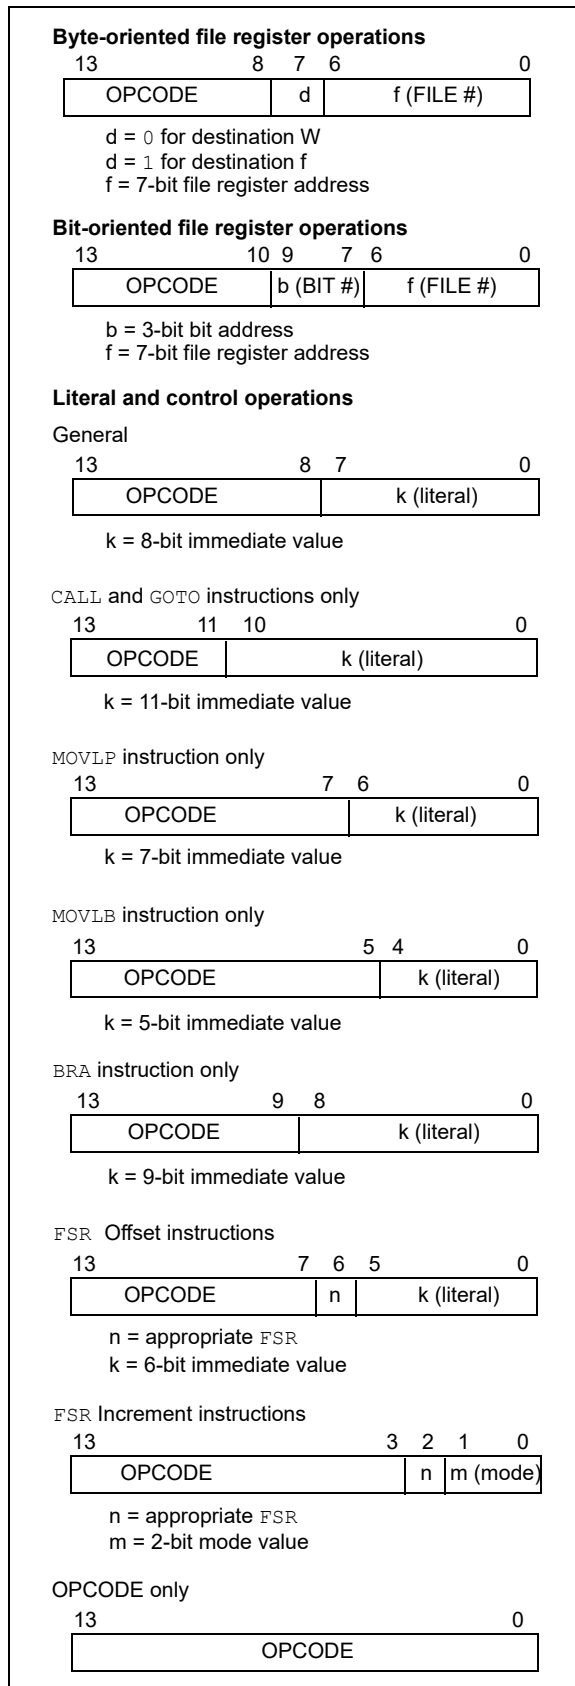 Byte-oriented file register operations
13 8 7 6 0
OPCODE d f (FILE #)
d = 0 for destination W
d = 1 for destination f
f = 7-bit file register address
Bit-oriented file register operations
13 10 9 7 6 0
OPCODE b (BIT #) f (FILE #)
b = 3-bit bit address
f = 7-bit file register address
Literal and control operations
General
13 8 7 0
OPCODE k (literal)
k = 8-bit immediate value
CALL and GOTO instructions only
13 11 10 0
OPCODE k (literal)
k = 11-bit immediate value
MOVLP instruction only
13 7 6 0
OPCODE k (literal)
k = 7-bit immediate value
MOVLB instruction only
13 5 4 0
OPCODE k (literal)
k = 5-bit immediate value
BRA instruction only
13 9 8 0
OPCODE k (literal)
k = 9-bit immediate value
FSR Offset instructions
13 7 6 5 0
OPCODE n k (literal)
n = appropriate FSR
k = 6-bit immediate value
FSR Increment instructions
13 3 2 1 0
OPCODE n m (mode)
n = appropriate FSR
m = 2-bit mode value
OPCODE only
13 0
OPCODE